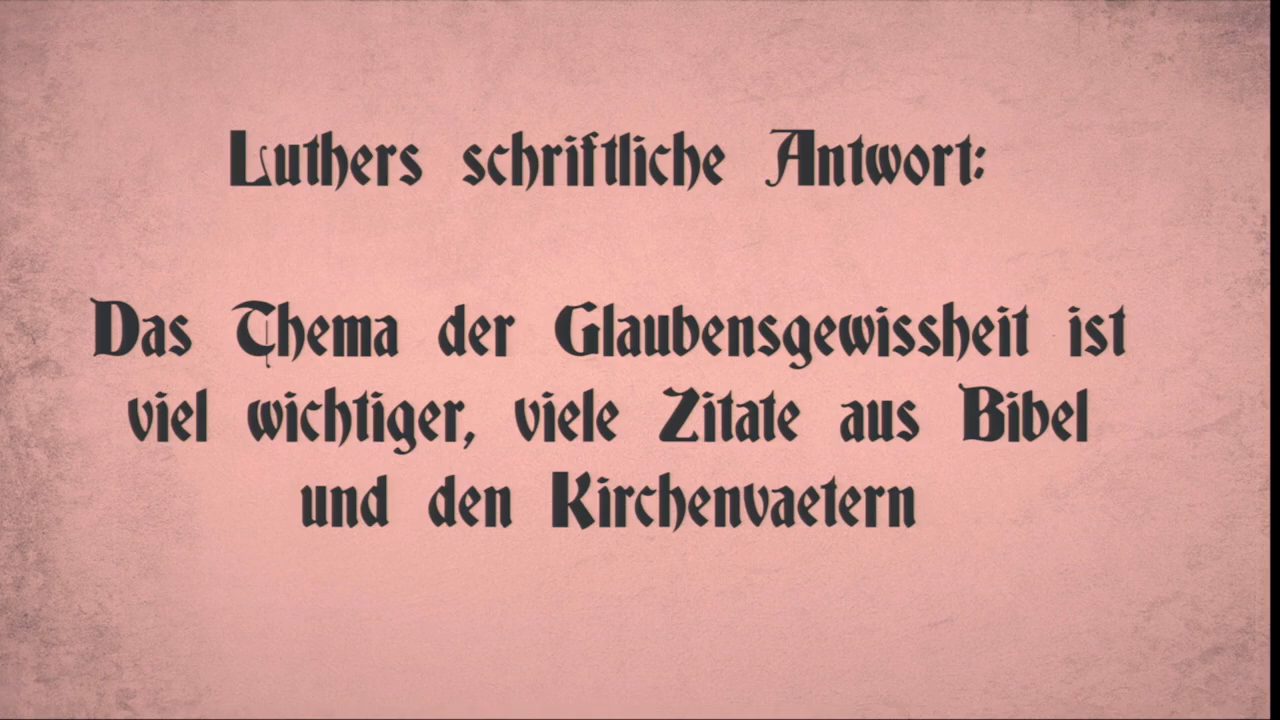 Luthers schriftliche Antwort:
Das Thema der Glaubensgewissheit ist
viel wichtiger, viele Zitate aus Bibel
und den Kirchenvaetern